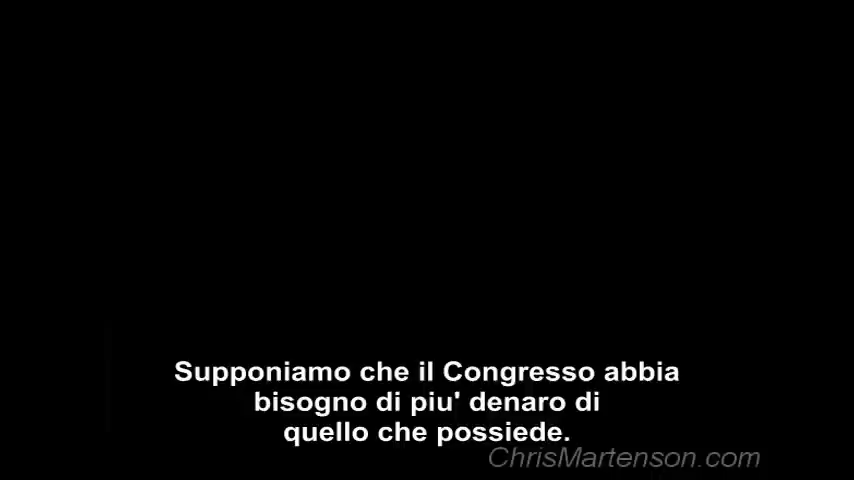 Supponiamo che il Congresso abbia
bisogno di piu' denaro di
quello che possiede.
ChrisMartenson.com